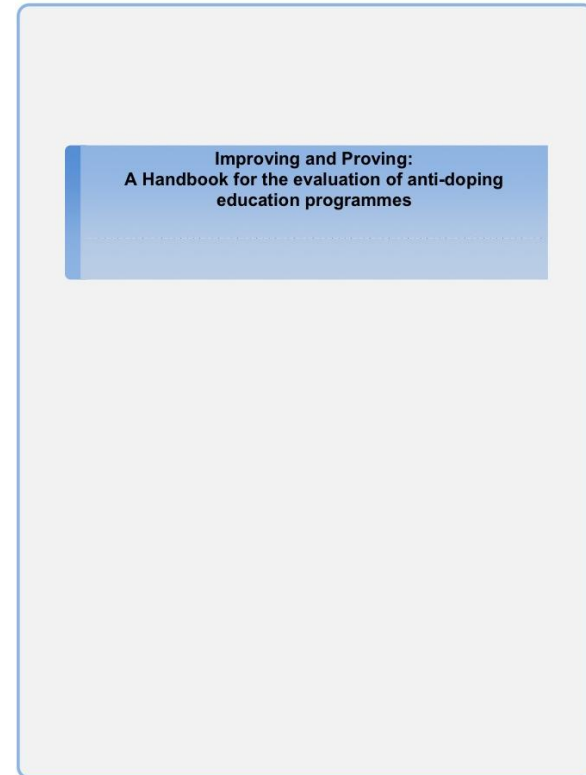 Improving and Proving:
A Handbook for the evaluation of anti-doping
education programmes